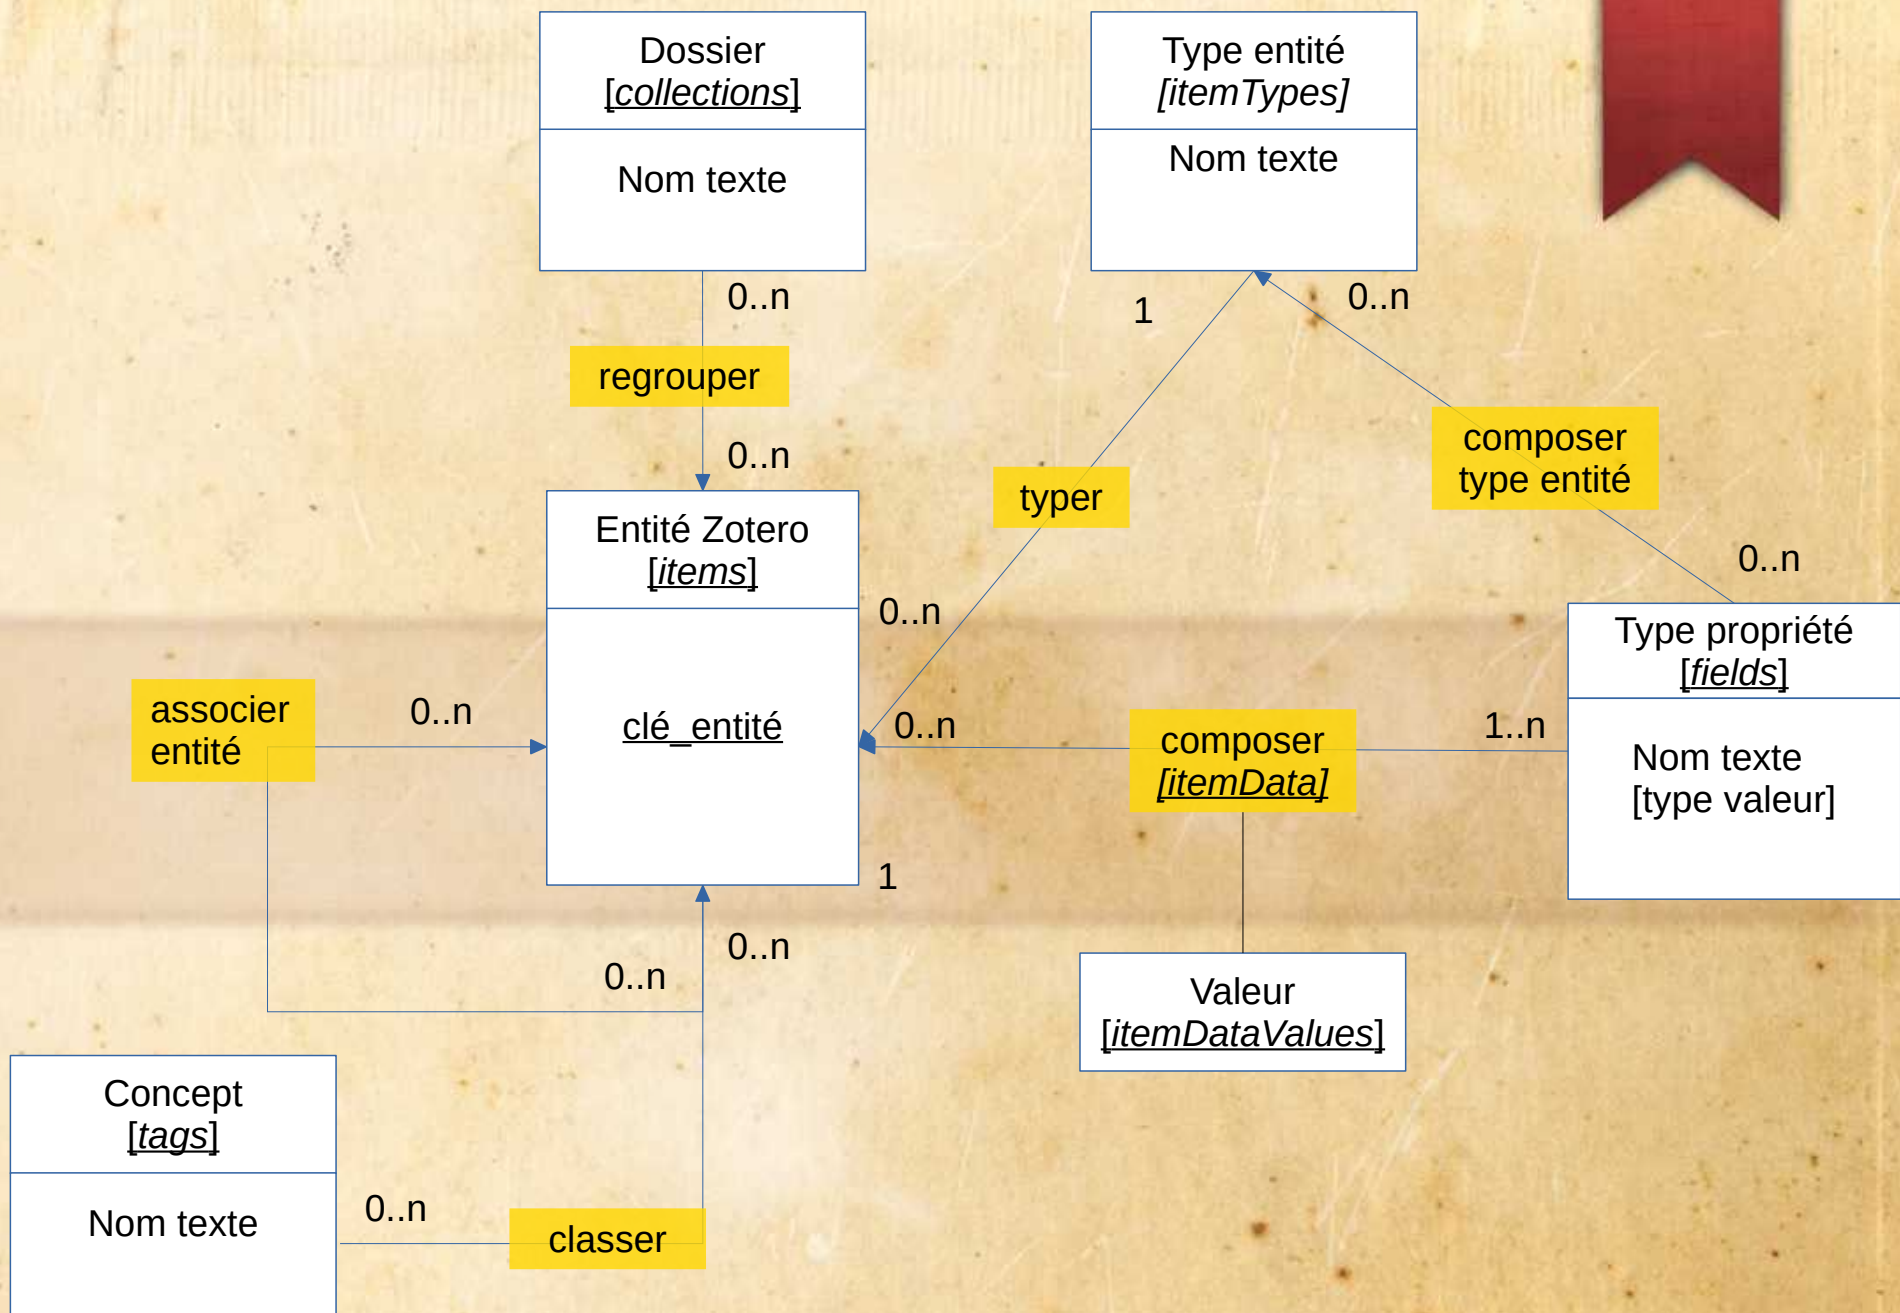 Dossier
[collections]
Nom texte
Type entité
[itemTypes]
Nom texte
0..n
1
0..n
regrouper
composer
type entité
0..n
typer
Entité Zotero
[items]
clé_entité
0..n
0..n
Type propriété
[fields]
Nom texte
[type valeur]
associer
entité
0..n
0..n
composer
[itemData]
1..n
1
0..n
0..n
Valeur
[itemDataValues]
Concept
[tags]
Nom texte
0..n
classer